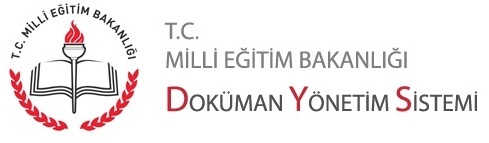 T.C. MİLLİ EĞİTİM BAKANLIĞI
T.C.
MİLLİ EĞİTİM BAKANLIĞI
DOKÜMAN YÖNETİM SİSTEMİ